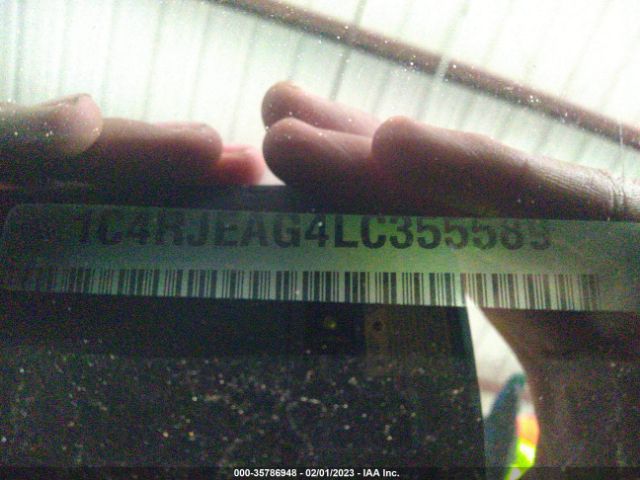 1C4RJEAG4LC355589
000-35786948 - 02/01/2023 - IAA Inc.